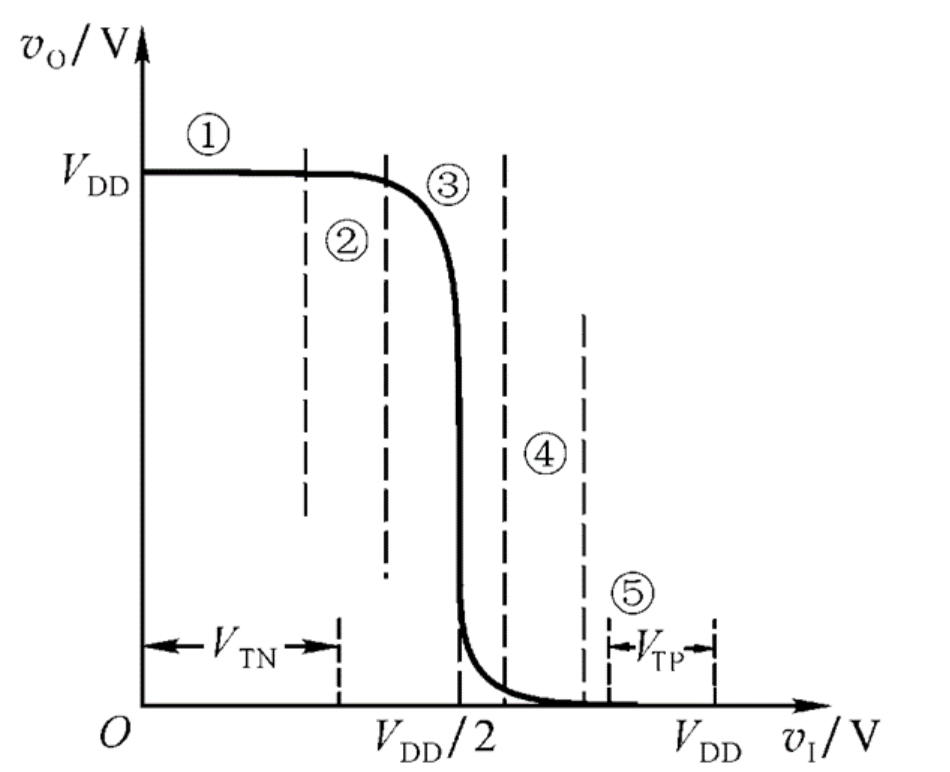 v_O/V
①
V_DD
③
②
④
⑤
V_TN
V_TP
O
V_DD/2
V_DD
v_I/V